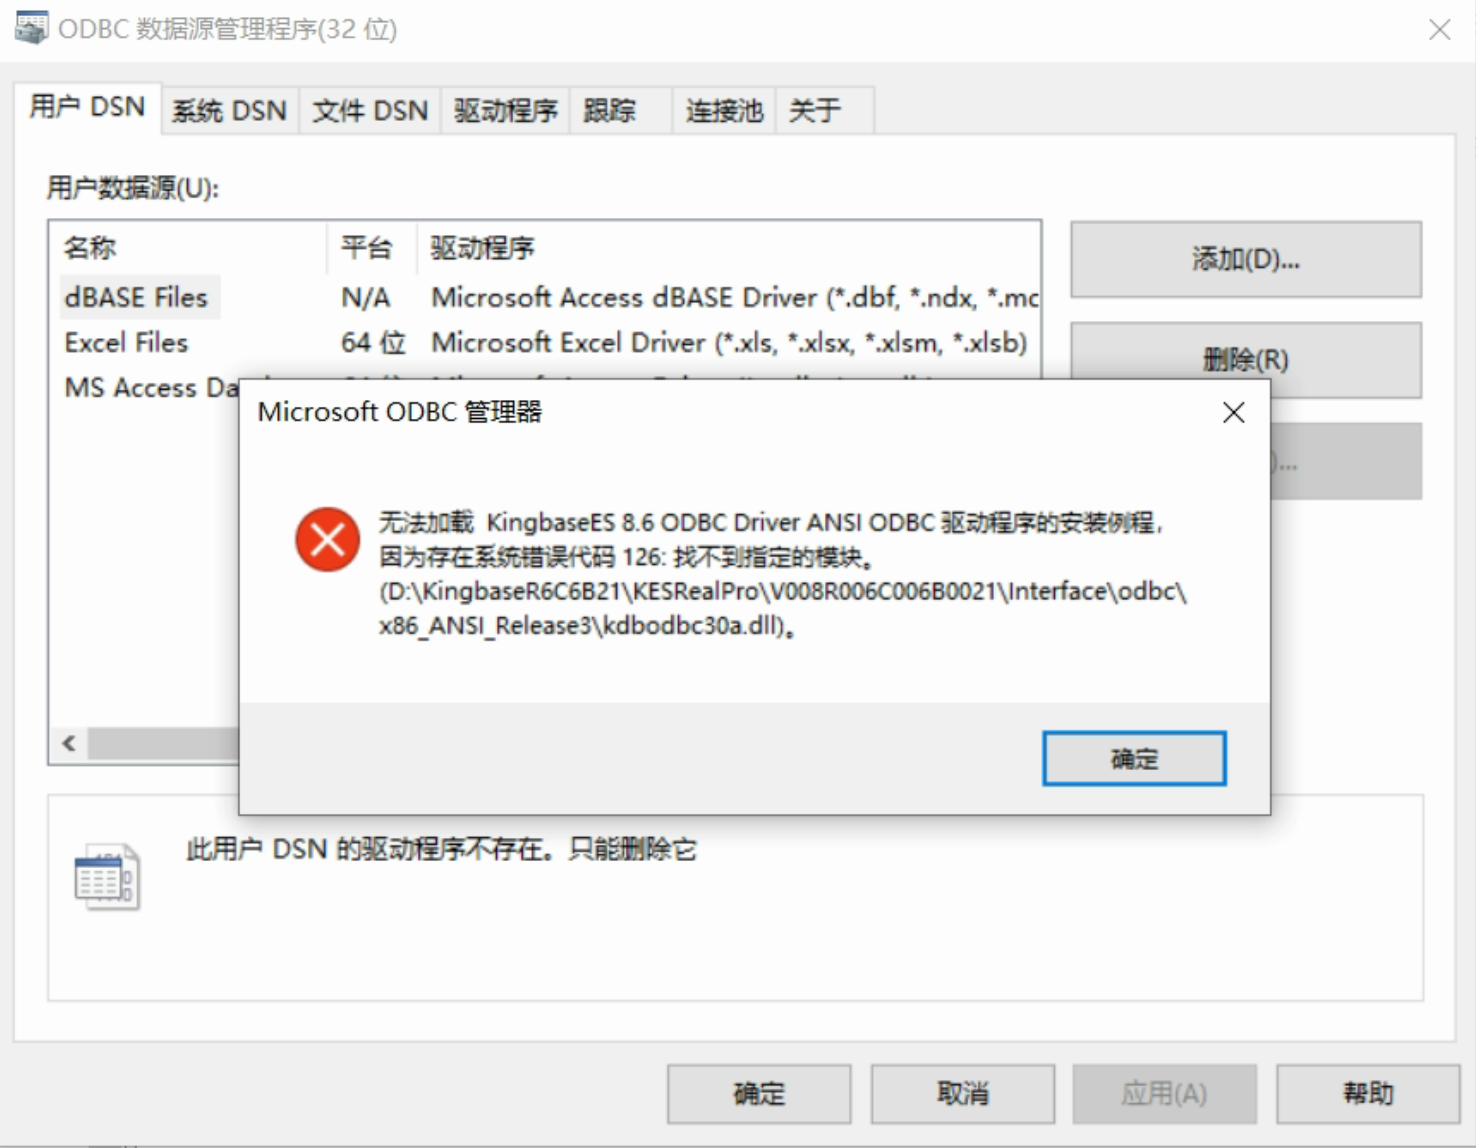 ODBC 数据源管理程序(32 位)
用户 DSN
系统 DSN
文件 DSN
驱动程序
跟踪
连接池
关于
用户数据源(U):
名称 平台 驱动程序
dBASE Files N/A Microsoft Access dBASE Driver (*.dbf, *.ndx, *.mc
Excel Files 64 位 Microsoft Excel Driver (*.xls, *.xlsx, *.xlsm, *.xlsb)
MS Access Da
添加(D)...
删除(R)
)...
Microsoft ODBC 管理器
无法加载 KingbaseES 8.6 ODBC Driver ANSI ODBC 驱动程序的安装例程,
因为存在系统错误代码 126: 找不到指定的模块。
(D:\KingbaseR6C6B21\KESRealPro\V008R006C006B0021\Interface\odbc\
x86_ANSI_Release3\kdbodbc30a.dll)。
确定
此用户 DSN 的驱动程序不存在。只能删除它
确定
取消
应用(A)
帮助